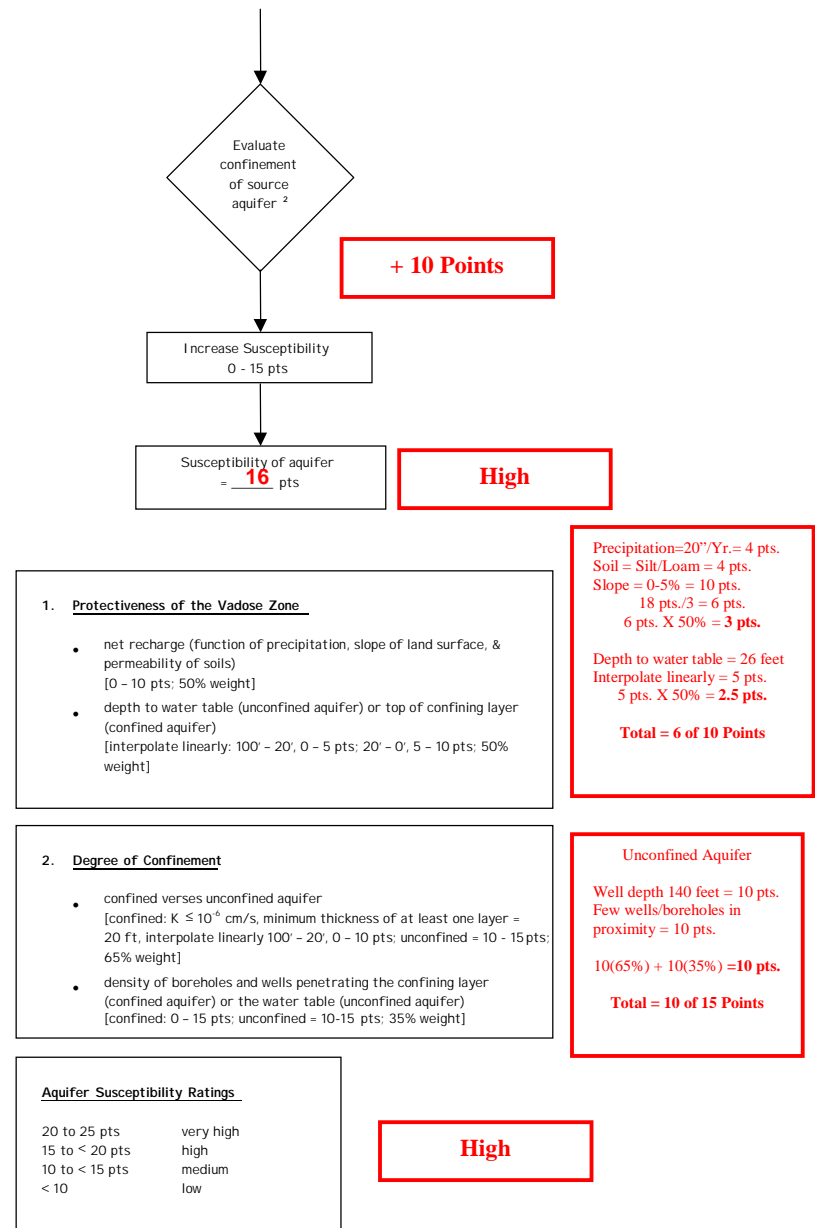 Evaluate
confinement
of source
aquifer ²
+ 10 Points
Increase Susceptibility
0 - 15 pts
Susceptibility of aquifer
= 16 pts
High
Precipitation=20”/Yr.= 4 pts.
Soil = Silt/Loam = 4 pts.
Slope = 0-5% = 10 pts.
18 pts./3 = 6 pts.
6 pts. X 50% = 3 pts.
Depth to water table = 26 feet
Interpolate linearly = 5 pts.
5 pts. X 50% = 2.5 pts.
Total = 6 of 10 Points
1. Protectiveness of the Vadose Zone
• net recharge (function of precipitation, slope of land surface, &
permeability of soils)
[0 – 10 pts; 50% weight]
• depth to water table (unconfined aquifer) or top of confining layer
(confined aquifer)
[interpolate linearly: 100’ – 20’, 0 – 5 pts; 20’ – 0’, 5 – 10 pts; 50%
weight]
2. Degree of Confinement
• confined verses unconfined aquifer
[confined: K ≤ 10⁻⁶ cm/s, minimum thickness of at least one layer =
20 ft, interpolate linearly 100’ – 20’, 0 – 10 pts; unconfined = 10 - 15 pts;
65% weight]
• density of boreholes and wells penetrating the confining layer
(confined aquifer) or the water table (unconfined aquifer)
[confined: 0 – 15 pts; unconfined = 10-15 pts; 35% weight]
Unconfined Aquifer
Well depth 140 feet = 10 pts.
Few wells/boreholes in
proximity = 10 pts.
10(65%) + 10(35%) =10 pts.
Total = 10 of 15 Points
Aquifer Susceptibility Ratings
20 to 25 pts very high
15 to < 20 pts high
10 to < 15 pts medium
< 10 low
High